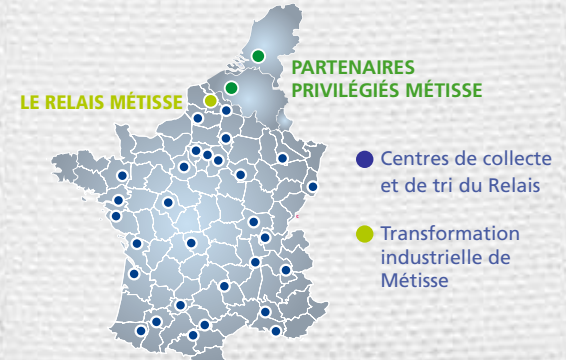 PARTENAIRES
PRIVILÉGIÉS MÉTISSE
LE RELAIS MÉTISSE
Centres de collecte
et de tri du Relais
Transformation
industrielle de
Métisse